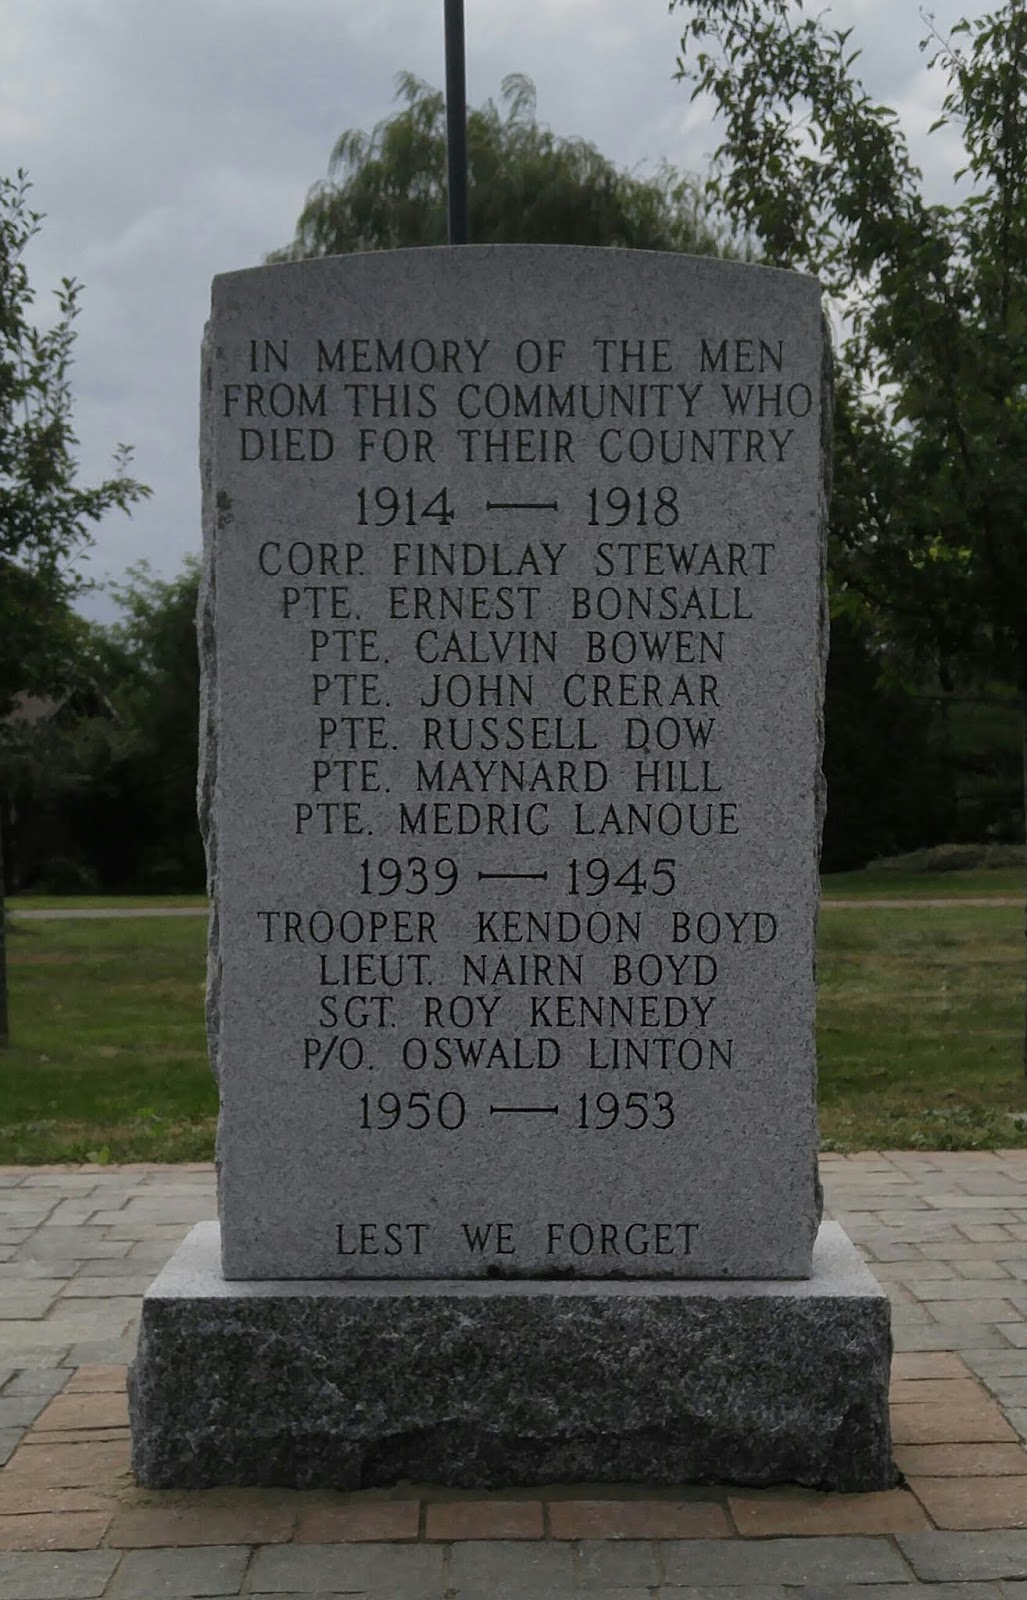 IN MEMORY OF THE MEN
FROM THIS COMMUNITY WHO
DIED FOR THEIR COUNTRY
1914 — 1918
CORP. FINDLAY STEWART
PTE. ERNEST BONSALL
PTE. CALVIN BOWEN
PTE. JOHN CRERAR
PTE. RUSSELL DOW
PTE. MAYNARD HILL
PTE. MEDRIC LANOUE
1939 — 1945
TROOPER KENDON BOYD
LIEUT. NAIRN BOYD
SGT. ROY KENNEDY
P/O. OSWALD LINTON
1950 — 1953
LEST WE FORGET